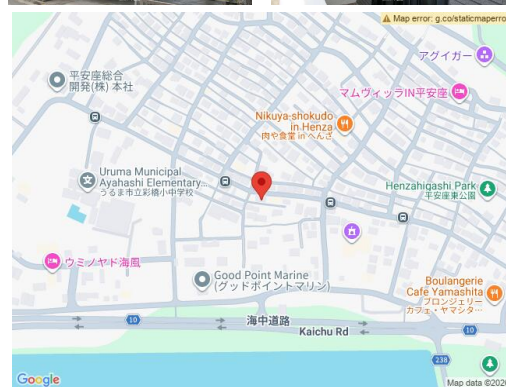 Map error: g.co/staticmaperro
アグイガー
平安座総合
開発(株) 本社
マムヴィッラIN平安座
Nikuya-shokudo
in Henza
肉や食堂 in へんざ
Uruma Municipal
Ayahashi Elementary...
うるま市立彩橋小中学校
Henzahigashi Park
平安座東公園
ウミノヤド海風
Good Point Marine
(グッドポイントマリン)
Boulangerie
Cafe Yamashita
ブロンジェリー
カフェ・ヤマシタ…
10
海中道路
Kaichu Rd
10
238
Google
Map data ©202